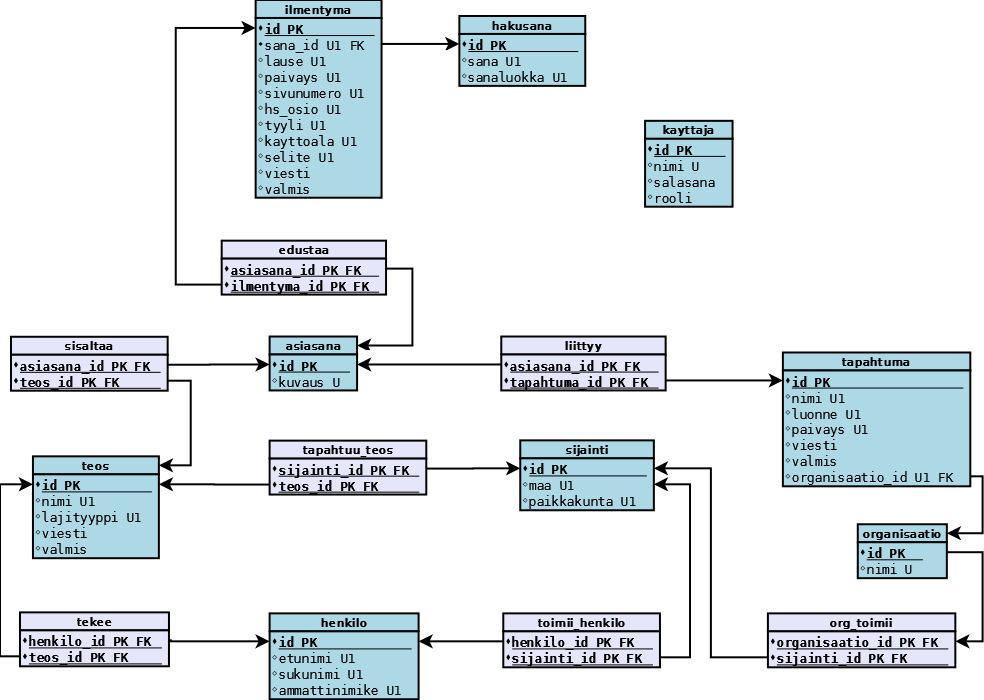 ilmentyma
id PK
sana_id U1 FK
lause U1
paivays U1
sivunumero U1
hs_osio U1
tyyli U1
kayttoala U1
selite U1
viesti
valmis
hakusana
id PK
sana U1
sanaluokka U1
kayttaja
id PK
nimi U
salasana
rooli
edustaa
asiasana_id PK FK
ilmentyma_id PK FK
sisaltaa
asiasana_id PK FK
teos_id PK FK
asiasana
id PK
kuvaus U
liittyy
asiasana_id PK FK
tapahtuma_id PK FK
tapahtuma
id PK
nimi U1
luonne U1
paivays U1
viesti
valmis
organisaatio_id U1 FK
teos
id PK
nimi U1
lajityyppi U1
viesti
valmis
tapahtuu_teos
sijainti_id PK FK
teos_id PK FK
sijainti
id PK
maa U1
paikkakunta U1
organisaatio
id PK
nimi U
tekee
henkilo_id PK FK
teos_id PK FK
henkilo
id PK
etunimi U1
sukunimi U1
ammattinimike U1
toimii_henkilo
henkilo_id PK FK
sijainti_id PK FK
org_toimii
organisaatio_id PK FK
sijainti_id PK FK